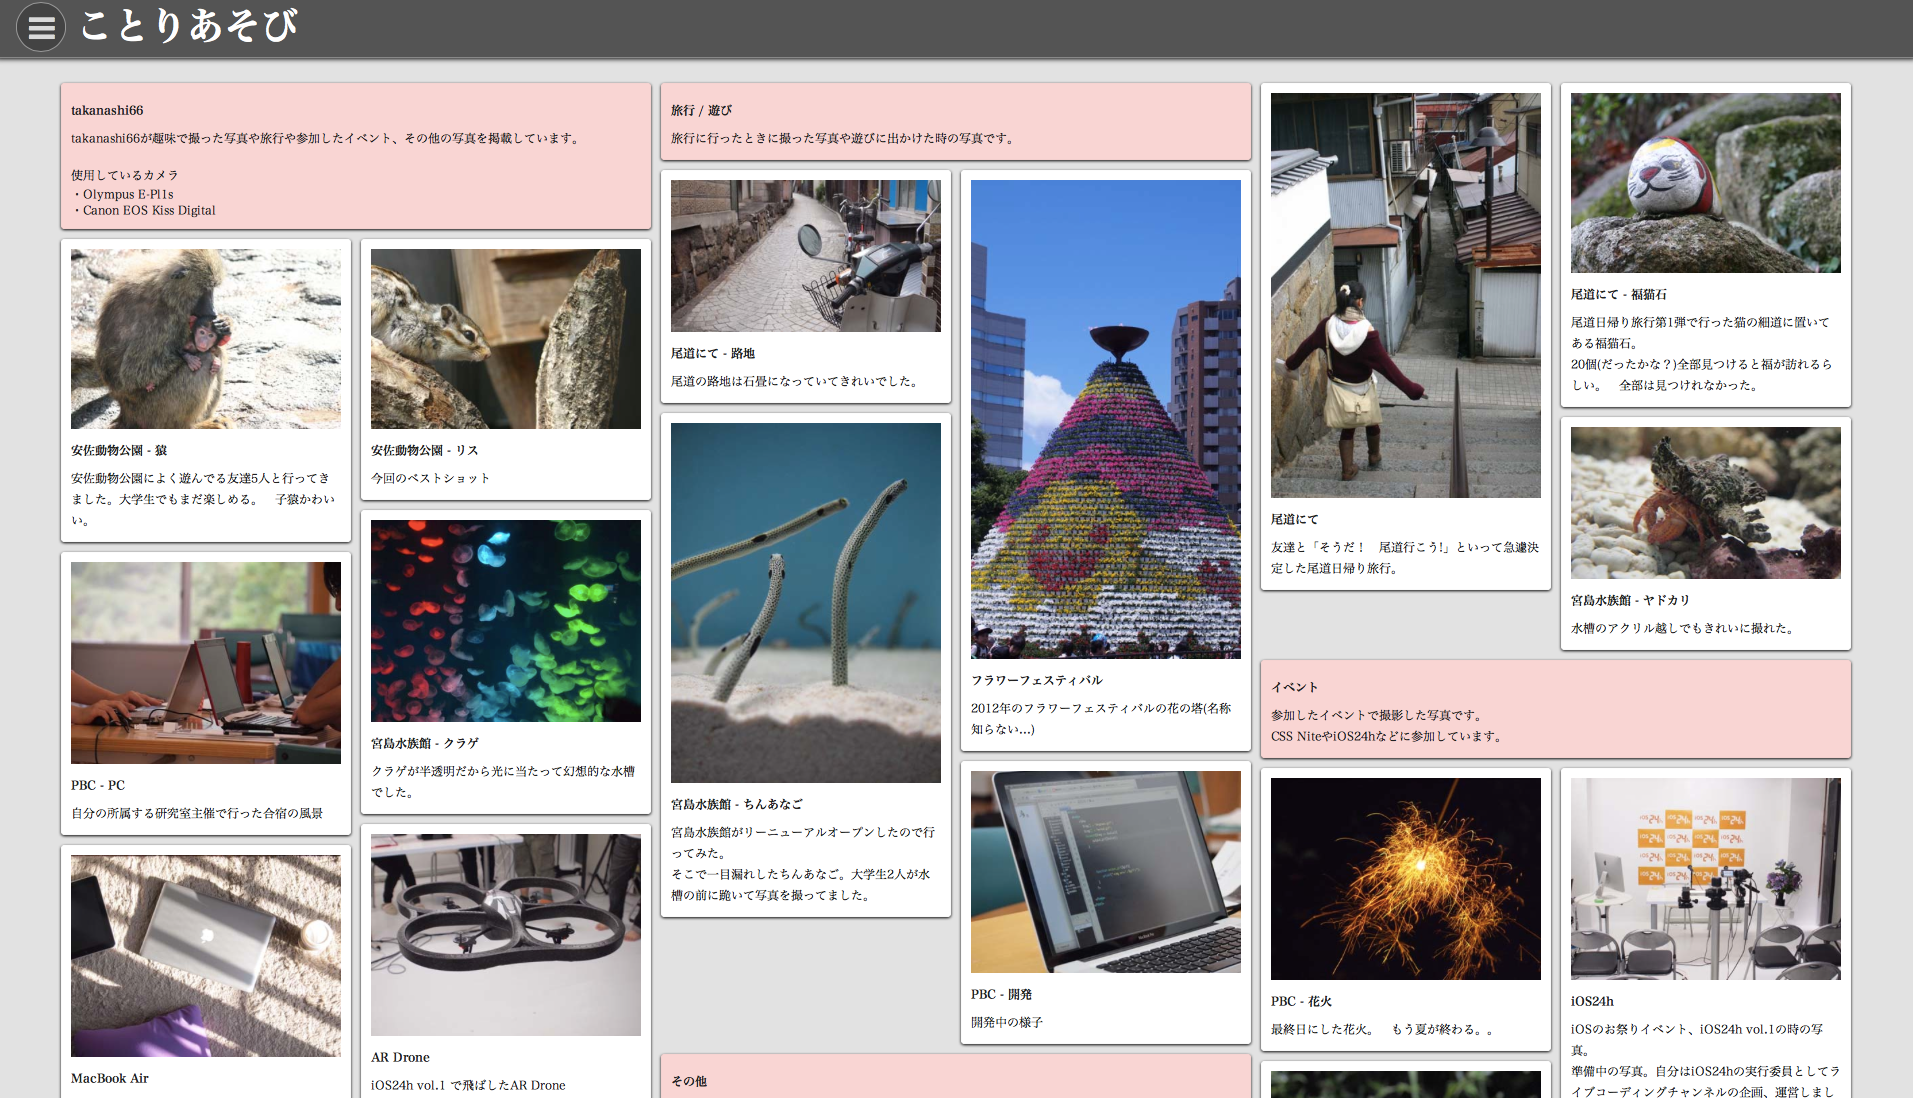 ことりあそび
takanashi66
takanashi66が趣味で撮った写真や旅行や参加したイベント、その他の写真を掲載しています。
使用しているカメラ
・Olympus E-Pl1s
・Canon EOS Kiss Digital
安佐動物公園 - 猿
安佐動物公園によく遊んでる友達5人と行ってき
ました。大学生でもまだ楽しめる。　子猿かわい
い。
PBC - PC
自分の所属する研究室主催で行った合宿の風景
MacBook Air
安佐動物公園 - リス
今回のベストショット
宮島水族館 - クラゲ
クラゲが半透明だから光に当たって幻想的な水槽
でした。
AR Drone
iOS24h vol.1 で飛ばしたAR Drone
旅行 / 遊び
旅行に行ったときに撮った写真や遊びに出かけた時の写真です。
尾道にて - 路地
尾道の路地は石畳になっていてきれいでした。
宮島水族館 - ちんあなご
宮島水族館がリーニューアルオープンしたので行
ってみた。
そこで一目漏れしたちんあなご。大学生2人が水
槽の前に跪いて写真を撮ってました。
フラワーフェスティバル
2012年のフラワーフェスティバルの花の塔(名称
知らない...)
PBC - 開発
開発中の様子
その他
尾道にて
友達と「そうだ！　尾道行こう!」といって急遽決
定した尾道日帰り旅行。
尾道にて - 福猫石
尾道日帰り旅行第1弾で行った猫の細道に置いて
ある福猫石。
20個(だったかな？)全部見つけると福が訪れるら
しい。　全部は見つけれなかった。
宮島水族館 - ヤドカリ
水槽のアクリル越しでもきれいに撮れた。
イベント
参加したイベントで撮影した写真です。
CSS NiteやiOS24hなどに参加しています。
PBC - 花火
最終日にした花火。　もう夏が終わる。。
iOS24h
iOSのお祭りイベント、iOS24h vol.1の時の写
真。
準備中の写真。自分はiOS24hの実行委員としてラ
イブコーディングチャンネルの企画、運営しまし